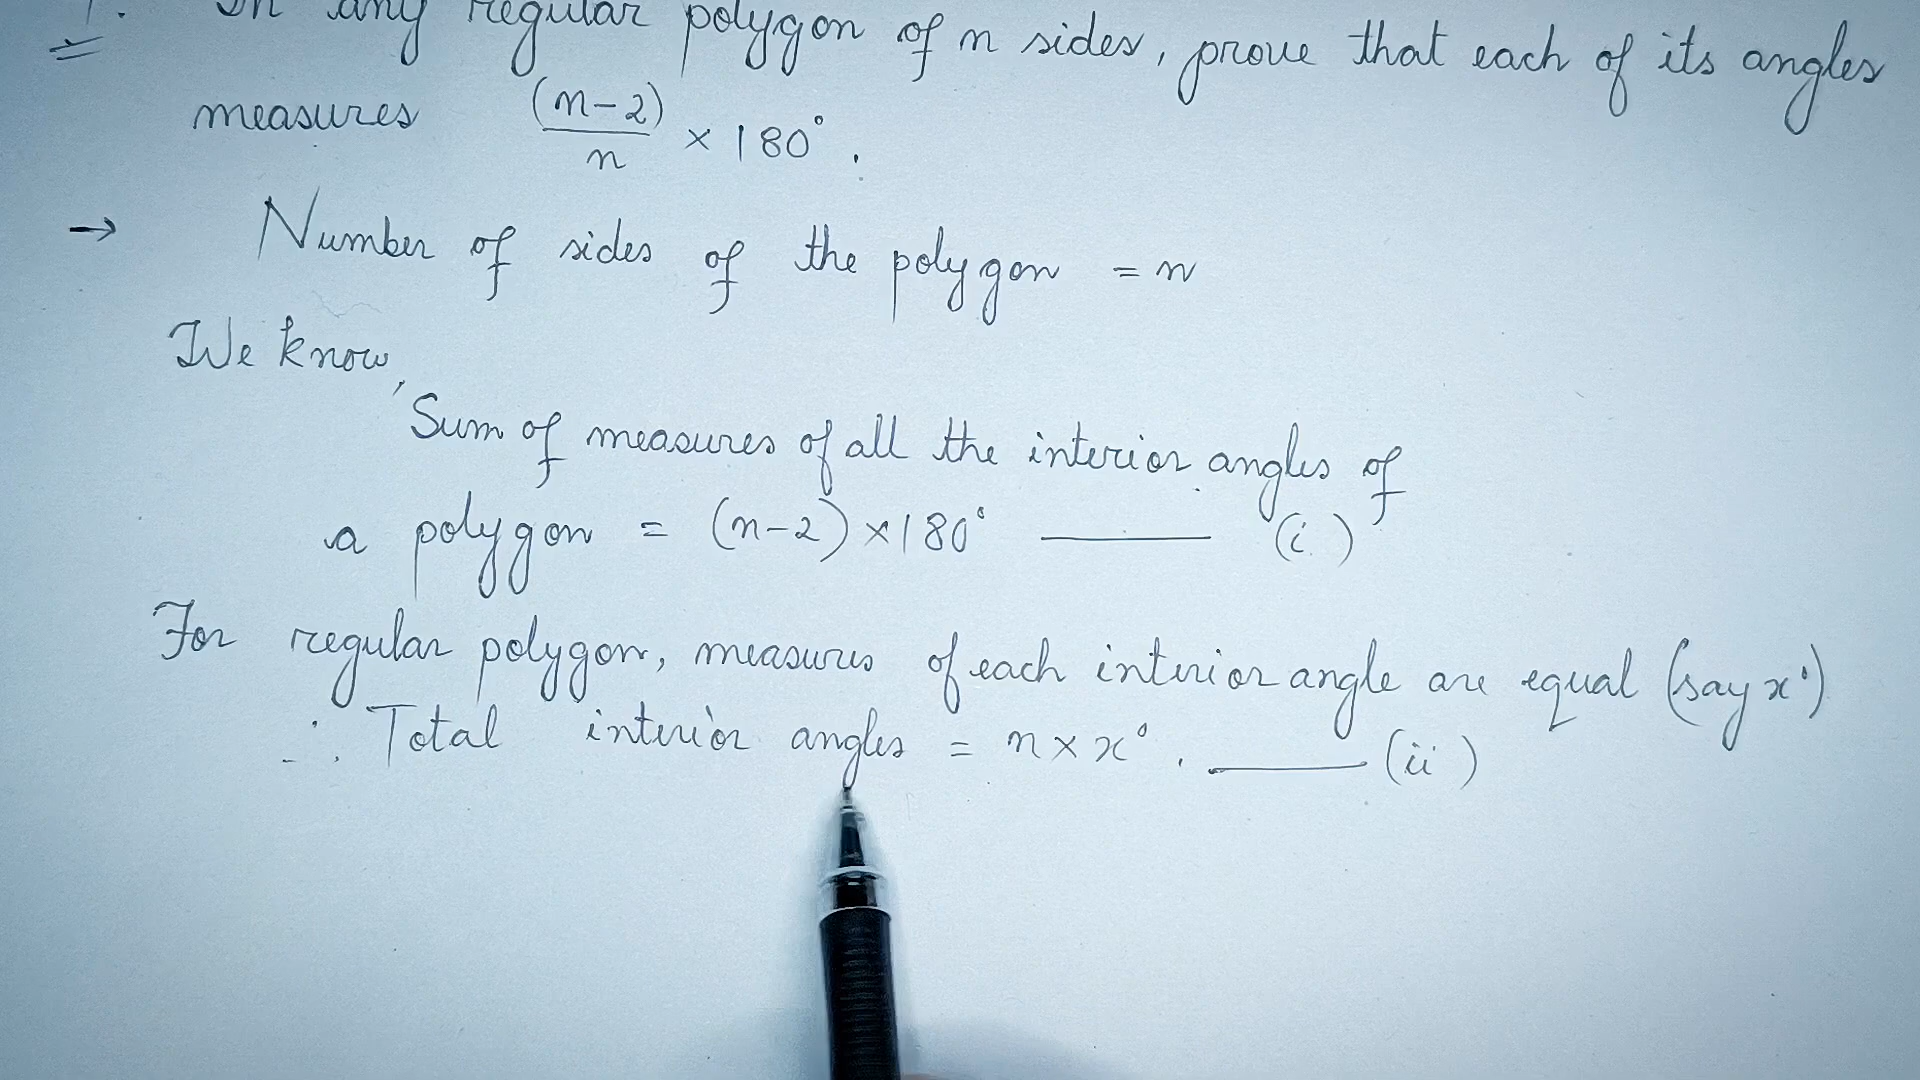 1. In any regular polygon of n sides, prove that each of its angles
measures (n-2)/n × 180°.
→ Number of sides of the polygon = n
We know,
Sum of measures of all the interior angles of
a polygon = (n-2) × 180° ——— (i)
For regular polygon, measures of each interior angle are equal (say x°)
∴ Total interior angles = n × x°. ——— (ii)